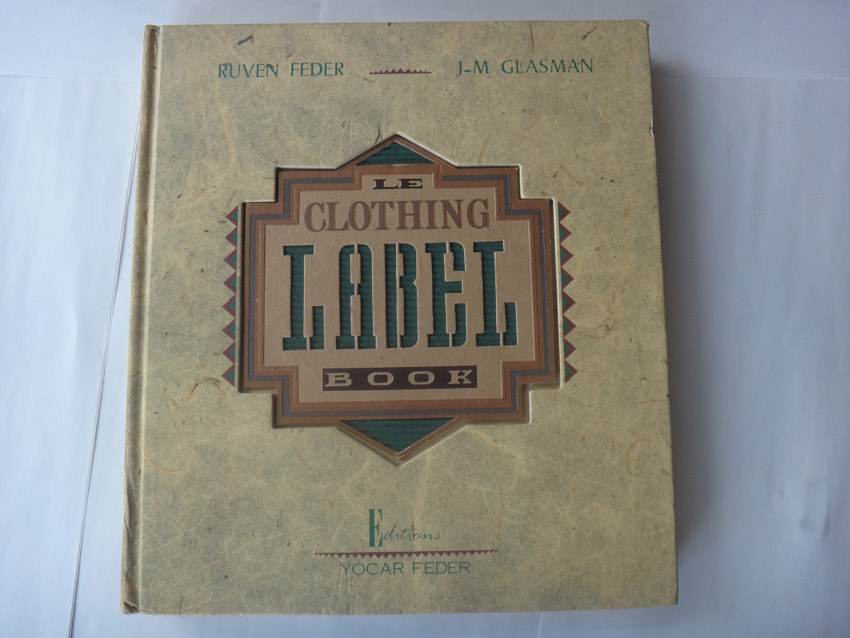 RUVEN FEDER J-M GLASMAN
LE
CLOTHING
LABEL
BOOK
Editions
YOCAR FEDER